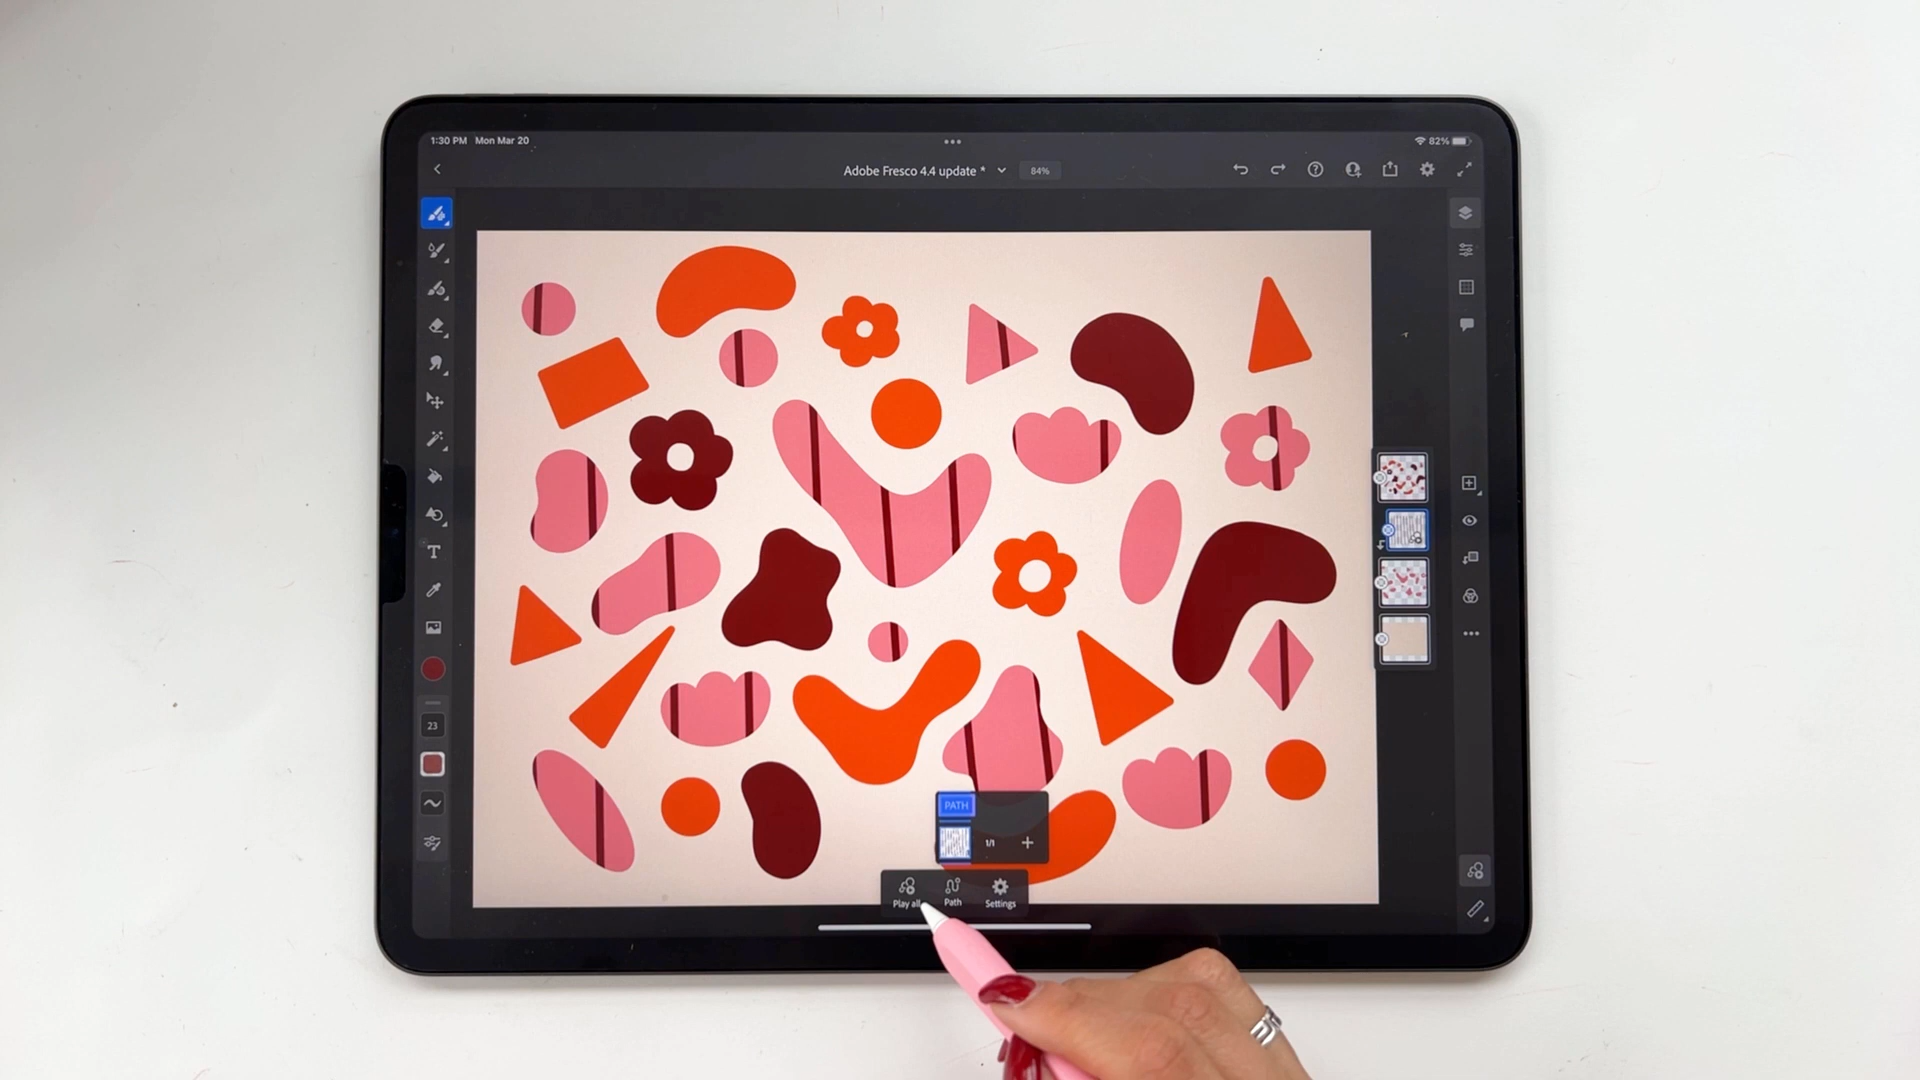 1:30 PM Mon Mar 20
82%
Adobe Fresco 4.4 update *
84%
T
23
PATH
1/1
Play all
Path
Settings